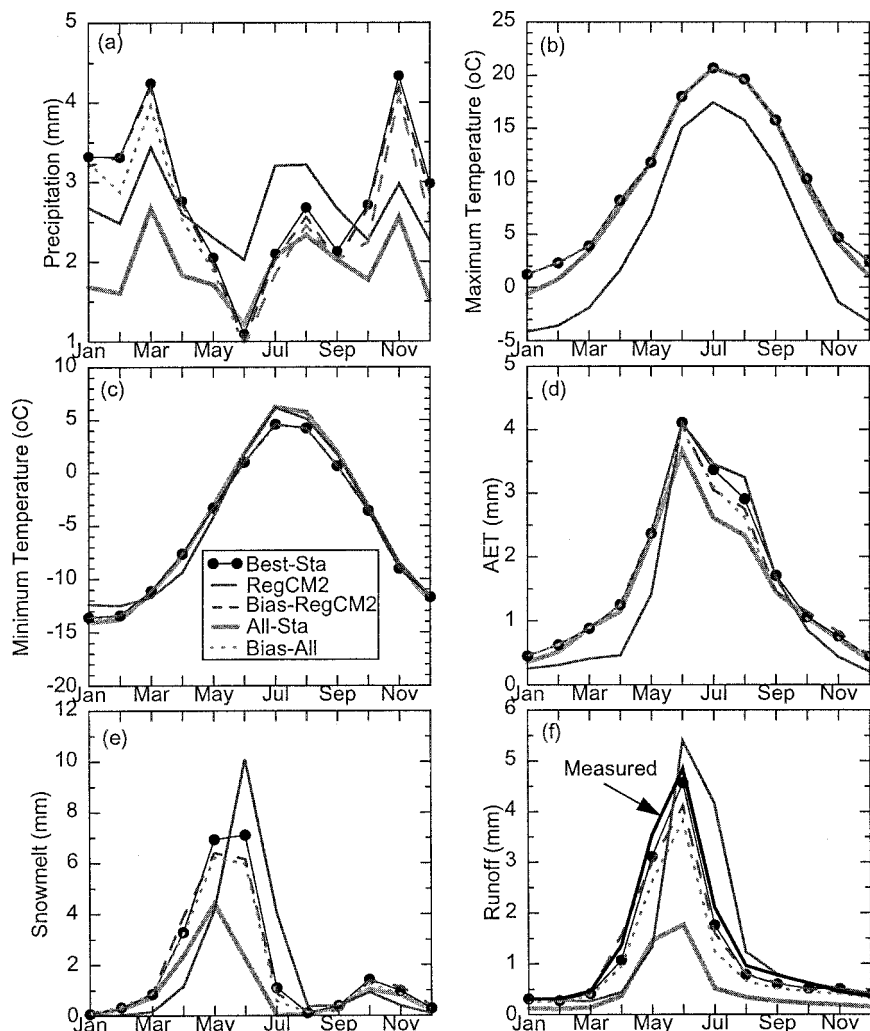 (a)
Precipitation (mm)
5
4
3
2
1
Jan Mar May Jul Sep Nov
(b)
Maximum Temperature (oC)
25
20
15
10
5
0
-5
Jan Mar May Jul Sep Nov
(c)
Minimum Temperature (oC)
10
5
0
-5
-10
-15
-20
Jan Mar May Jul Sep Nov
Best-Sta
RegCM2
Bias-RegCM2
All-Sta
Bias-All
(d)
AET (mm)
5
4
3
2
1
0
Jan Mar May Jul Sep Nov
(e)
Snowmelt (mm)
12
10
8
6
4
2
0
Jan Mar May Jul Sep Nov
(f)
Runoff (mm)
6
5
4
3
2
1
0
Measured
Jan Mar May Jul Sep Nov